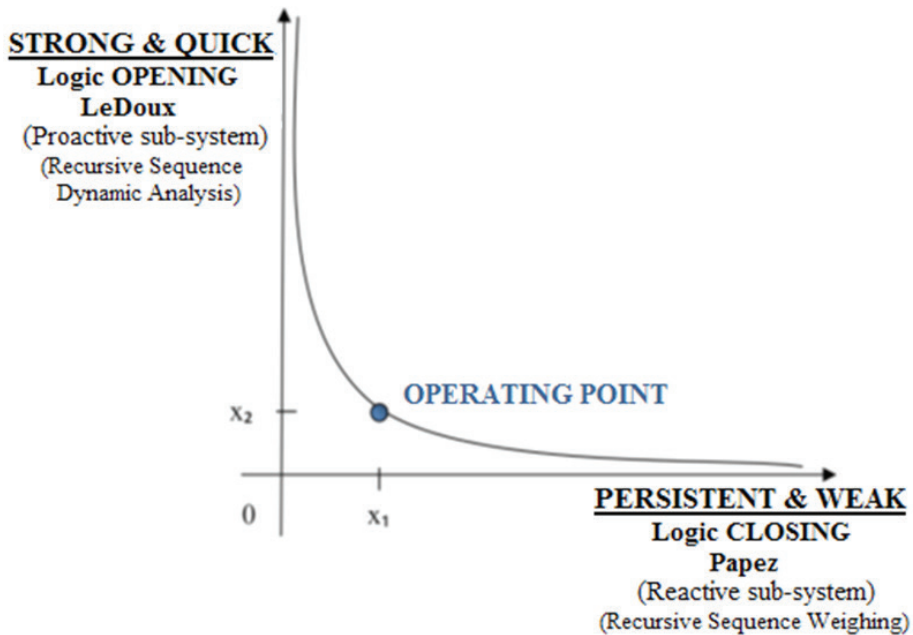 STRONG & QUICK
Logic OPENING
LeDoux
(Proactive sub-system)
(Recursive Sequence
Dynamic Analysis)
OPERATING POINT
x₂
0
x₁
PERSISTENT & WEAK
Logic CLOSING
Papez
(Reactive sub-system)
(Recursive Sequence Weighing)